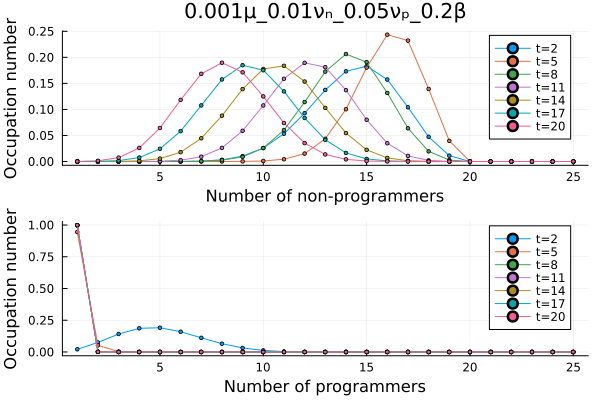 0.001μ_0.01νₙ_0.05νₚ_0.2β
Occupation number
0.25
0.20
0.15
0.10
0.05
0.00
5
10
15
20
25
Number of non-programmers
t=2
t=5
t=8
t=11
t=14
t=17
t=20
Occupation number
1.00
0.75
0.50
0.25
0.00
5
10
15
20
25
Number of programmers
t=2
t=5
t=8
t=11
t=14
t=17
t=20